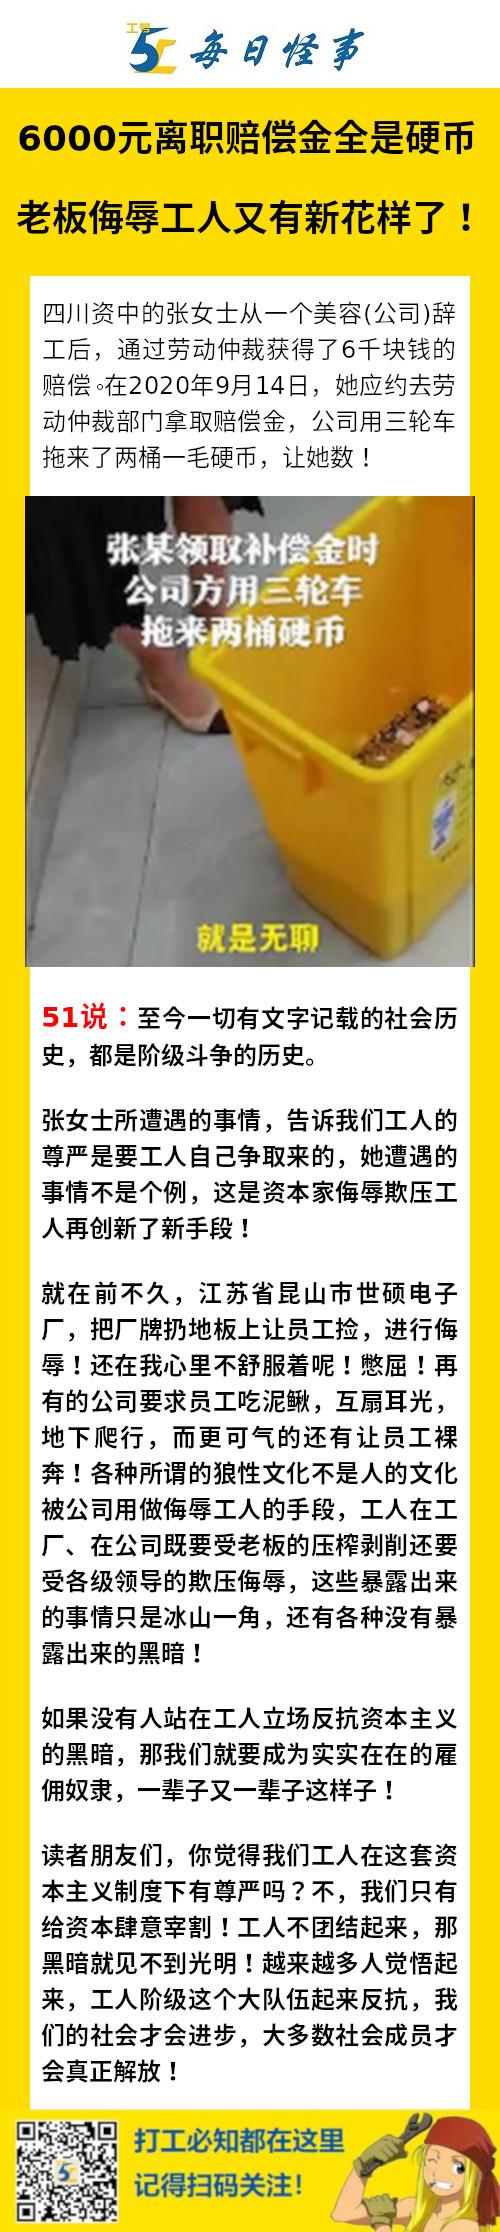 工号
51
每日怪事
6000元离职赔偿金全是硬币
老板侮辱工人又有新花样了！
四川资中的张女士从一个美容(公司)辞
工后，通过劳动仲裁获得了6千块钱的
赔偿。在2020年9月14日，她应约去劳
动仲裁部门拿取赔偿金，公司用三轮车
拖来了两桶一毛硬币，让她数！
张某领取补偿金时
公司方用三轮车
拖来两桶硬币
就是无聊
51说：至今一切有文字记载的社会历
史，都是阶级斗争的历史。
张女士所遭遇的事情，告诉我们工人的
尊严是要工人自己争取来的，她遭遇的
事情不是个例，这是资本家侮辱欺压工
人再创新了新手段！
就在前不久，江苏省昆山市世硕电子
厂，把厂牌扔地板上让员工捡，进行侮
辱！还在我心里不舒服着呢！憋屈！再
有的公司要求员工吃泥鳅，互扇耳光，
地下爬行，而更可气的还有让员工裸
奔！各种所谓的狼性文化不是人的文化
被公司用做侮辱工人的手段，工人在工
厂、在公司既要受老板的压榨剥削还要
受各级领导的欺压侮辱，这些暴露出来
的事情只是冰山一角，还有各种没有暴
露出来的黑暗！
如果没有人站在工人立场反抗资本主义
的黑暗，那我们就要成为实实在在的雇
佣奴隶，一辈子又一辈子这样子！
读者朋友们，你觉得我们工人在这套资
本主义制度下有尊严吗？不，我们只有
给资本肆意宰割！工人不团结起来，那
黑暗就见不到光明！越来越多人觉悟起
来，工人阶级这个大队伍起来反抗，我
们的社会才会进步，大多数社会成员才
会真正解放！
打工必知都在这里
记得扫码关注！